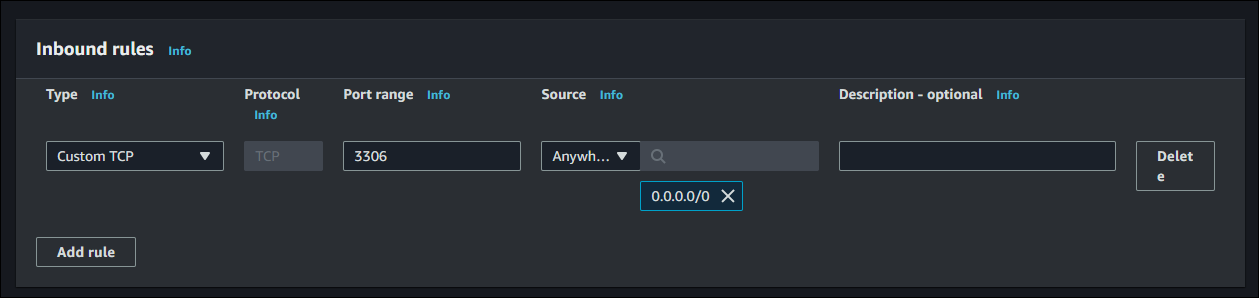 Inbound rules Info
Type Info
Protocol
Info
Port range Info
Source Info
Description - optional Info
Custom TCP
TCP
3306
Anywh...
0.0.0.0/0
Delet
e
Add rule